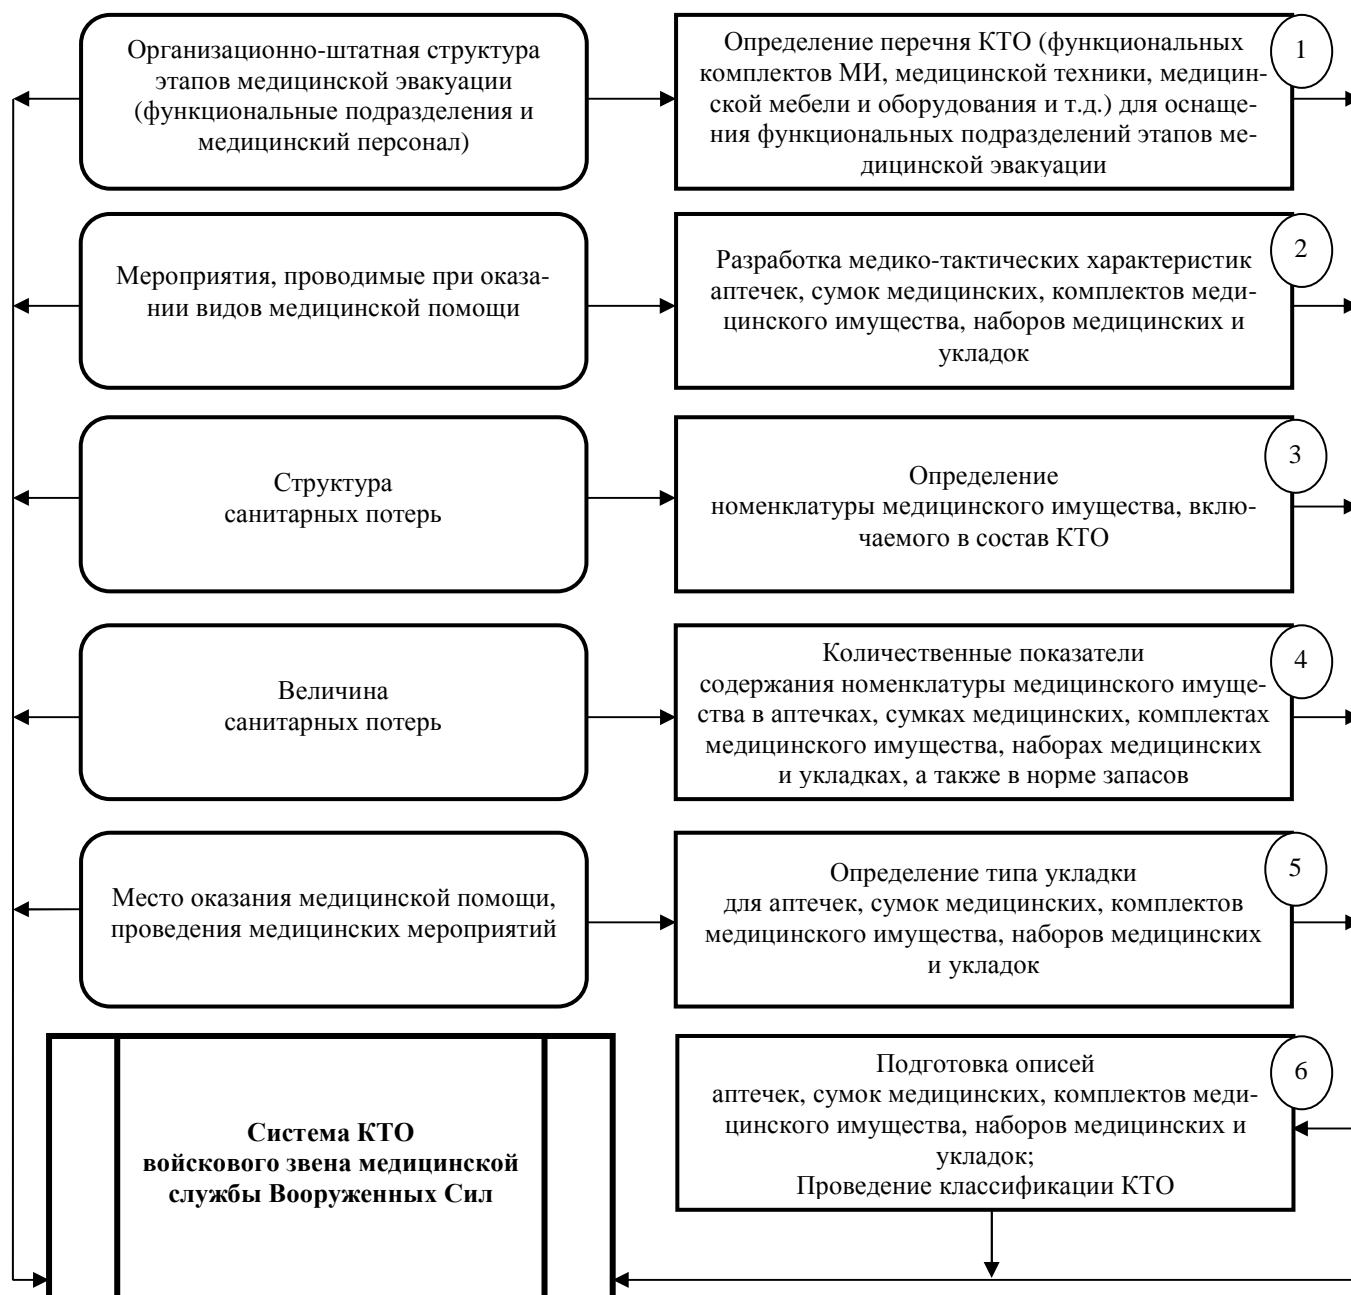 Организационно-штатная структура
этапов медицинской эвакуации
(функциональные подразделения и
медицинский персонал)
Определение перечня КТО (функциональных
комплектов МИ, медицинской техники, медицин-
ской мебели и оборудования и т.д.) для оснаще-
ния функциональных подразделений этапов ме-
дицинской эвакуации
1
Мероприятия, проводимые при оказа-
нии видов медицинской помощи
Разработка медико-тактических характеристик
аптечек, сумок медицинских, комплектов меди-
цинского имущества, наборов медицинских и
укладок
2
Структура
санитарных потерь
Определение
номенклатуры медицинского имущества, вклю-
чаемого в состав КТО
3
Величина
санитарных потерь
Количественные показатели
содержания номенклатуры медицинского имуще-
ства в аптечках, сумках медицинских, комплектах
медицинского имущества, наборах медицинских
и укладках, а также в норме запасов
4
Место оказания медицинской помощи,
проведения медицинских мероприятий
Определение типа укладки
для аптечек, сумок медицинских, комплектов
медицинского имущества, наборов медицинских
и укладок
5
Система КТО
войскового звена медицинской
службы Вооруженных Сил
Подготовка описей
аптечек, сумок медицинских, комплектов меди-
цинского имущества, наборов медицинских и
укладок;
Проведение классификации КТО
6